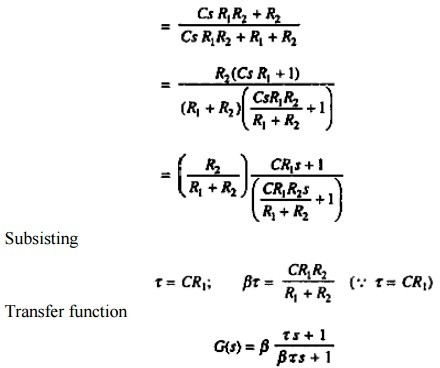 = Cs R₁R₂ + R₂ / Cs R₁R₂ + R₁ + R₂
= R₂(Cs R₁ + 1) / (R₁ + R₂)(CsR₁R₂ / R₁ + R₂ + 1)
= (R₂ / R₁ + R₂) CR₁s + 1 / (CR₁R₂s / R₁ + R₂ + 1)
Subsisting
τ = CR₁; βτ = CR₁R₂ / R₁ + R₂ (∵ τ = CR₁)
Transfer function
G(s) = β τs + 1 / βτs + 1